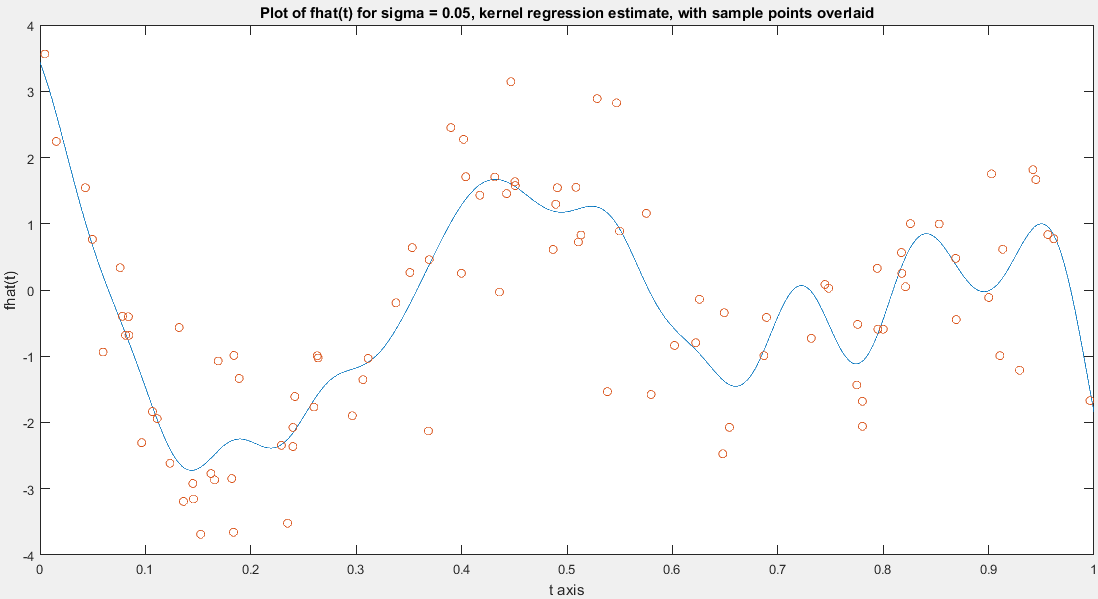 Plot of fhat(t) for sigma = 0.05, kernel regression estimate, with sample points overlaid
4
3
2
1
0
-1
-2
-3
-4
fhat(t)
0 0.1 0.2 0.3 0.4 0.5 0.6 0.7 0.8 0.9 1
t axis